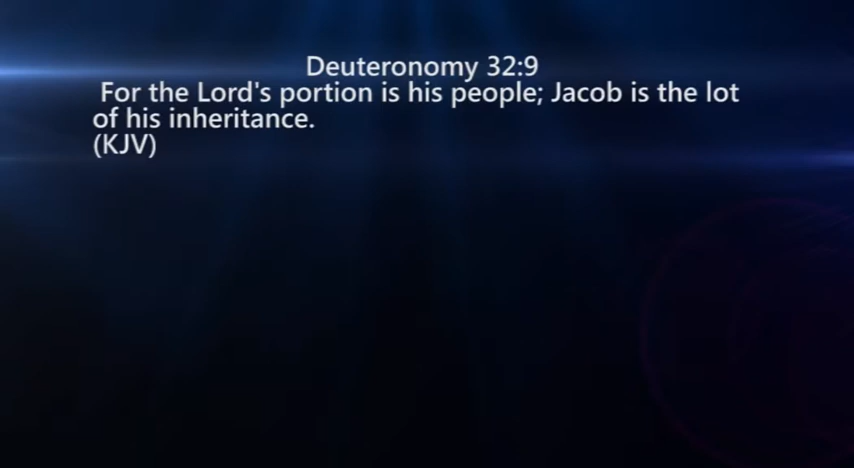 Deuteronomy 32:9
For the Lord's portion is his people; Jacob is the lot
of his inheritance.
(KJV)